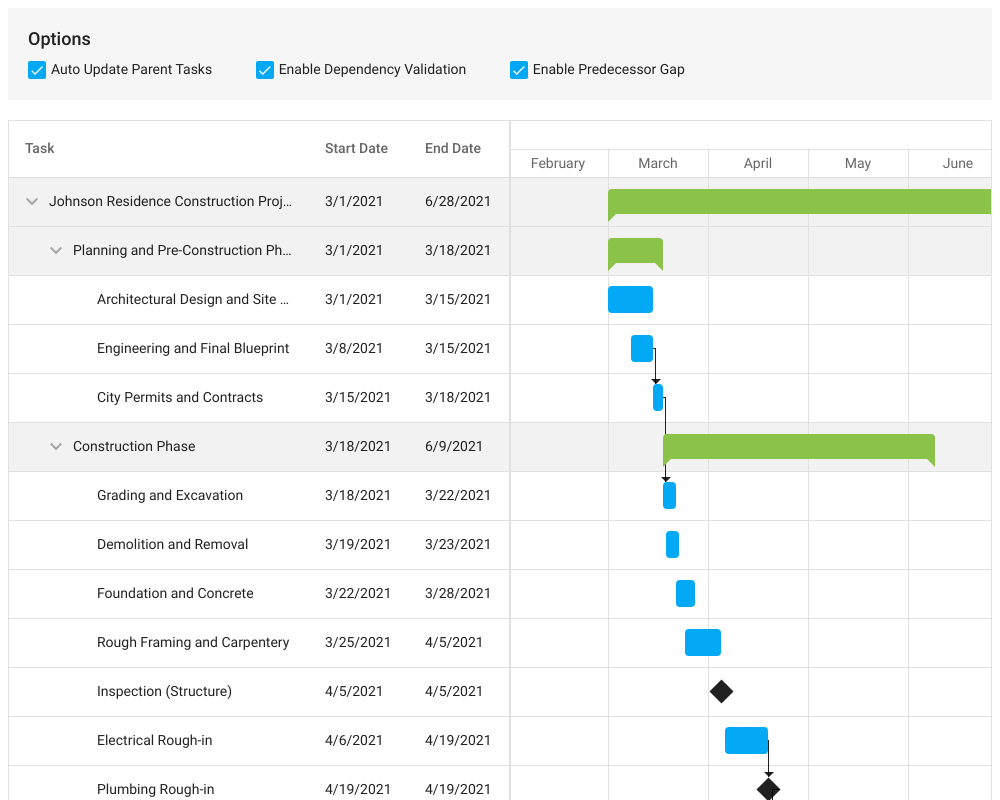 Options
Auto Update Parent Tasks Enable Dependency Validation Enable Predecessor Gap
Task Start Date End Date
February March April May June
Johnson Residence Construction Proj... 3/1/2021 6/28/2021
Planning and Pre-Construction Ph... 3/1/2021 3/18/2021
Architectural Design and Site ... 3/1/2021 3/15/2021
Engineering and Final Blueprint 3/8/2021 3/15/2021
City Permits and Contracts 3/15/2021 3/18/2021
Construction Phase 3/18/2021 6/9/2021
Grading and Excavation 3/18/2021 3/22/2021
Demolition and Removal 3/19/2021 3/23/2021
Foundation and Concrete 3/22/2021 3/28/2021
Rough Framing and Carpentery 3/25/2021 4/5/2021
Inspection (Structure) 4/5/2021 4/5/2021
Electrical Rough-in 4/6/2021 4/19/2021
Plumbing Rough-in 4/19/2021 4/19/2021